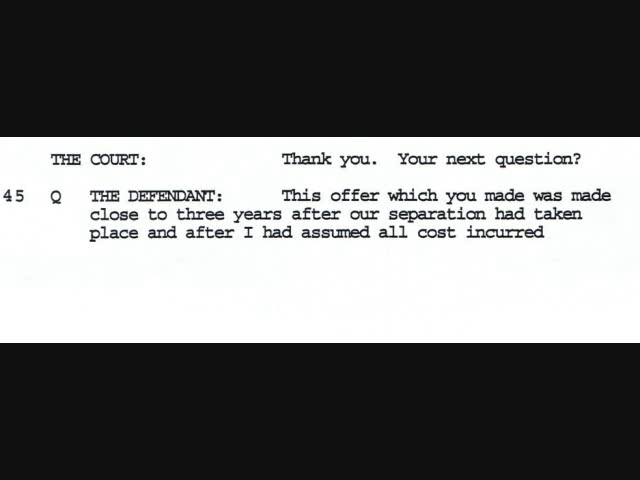 THE COURT: Thank you. Your next question?
45 Q THE DEFENDANT: This offer which you made was made
close to three years after our separation had taken
place and after I had assumed all cost incurred